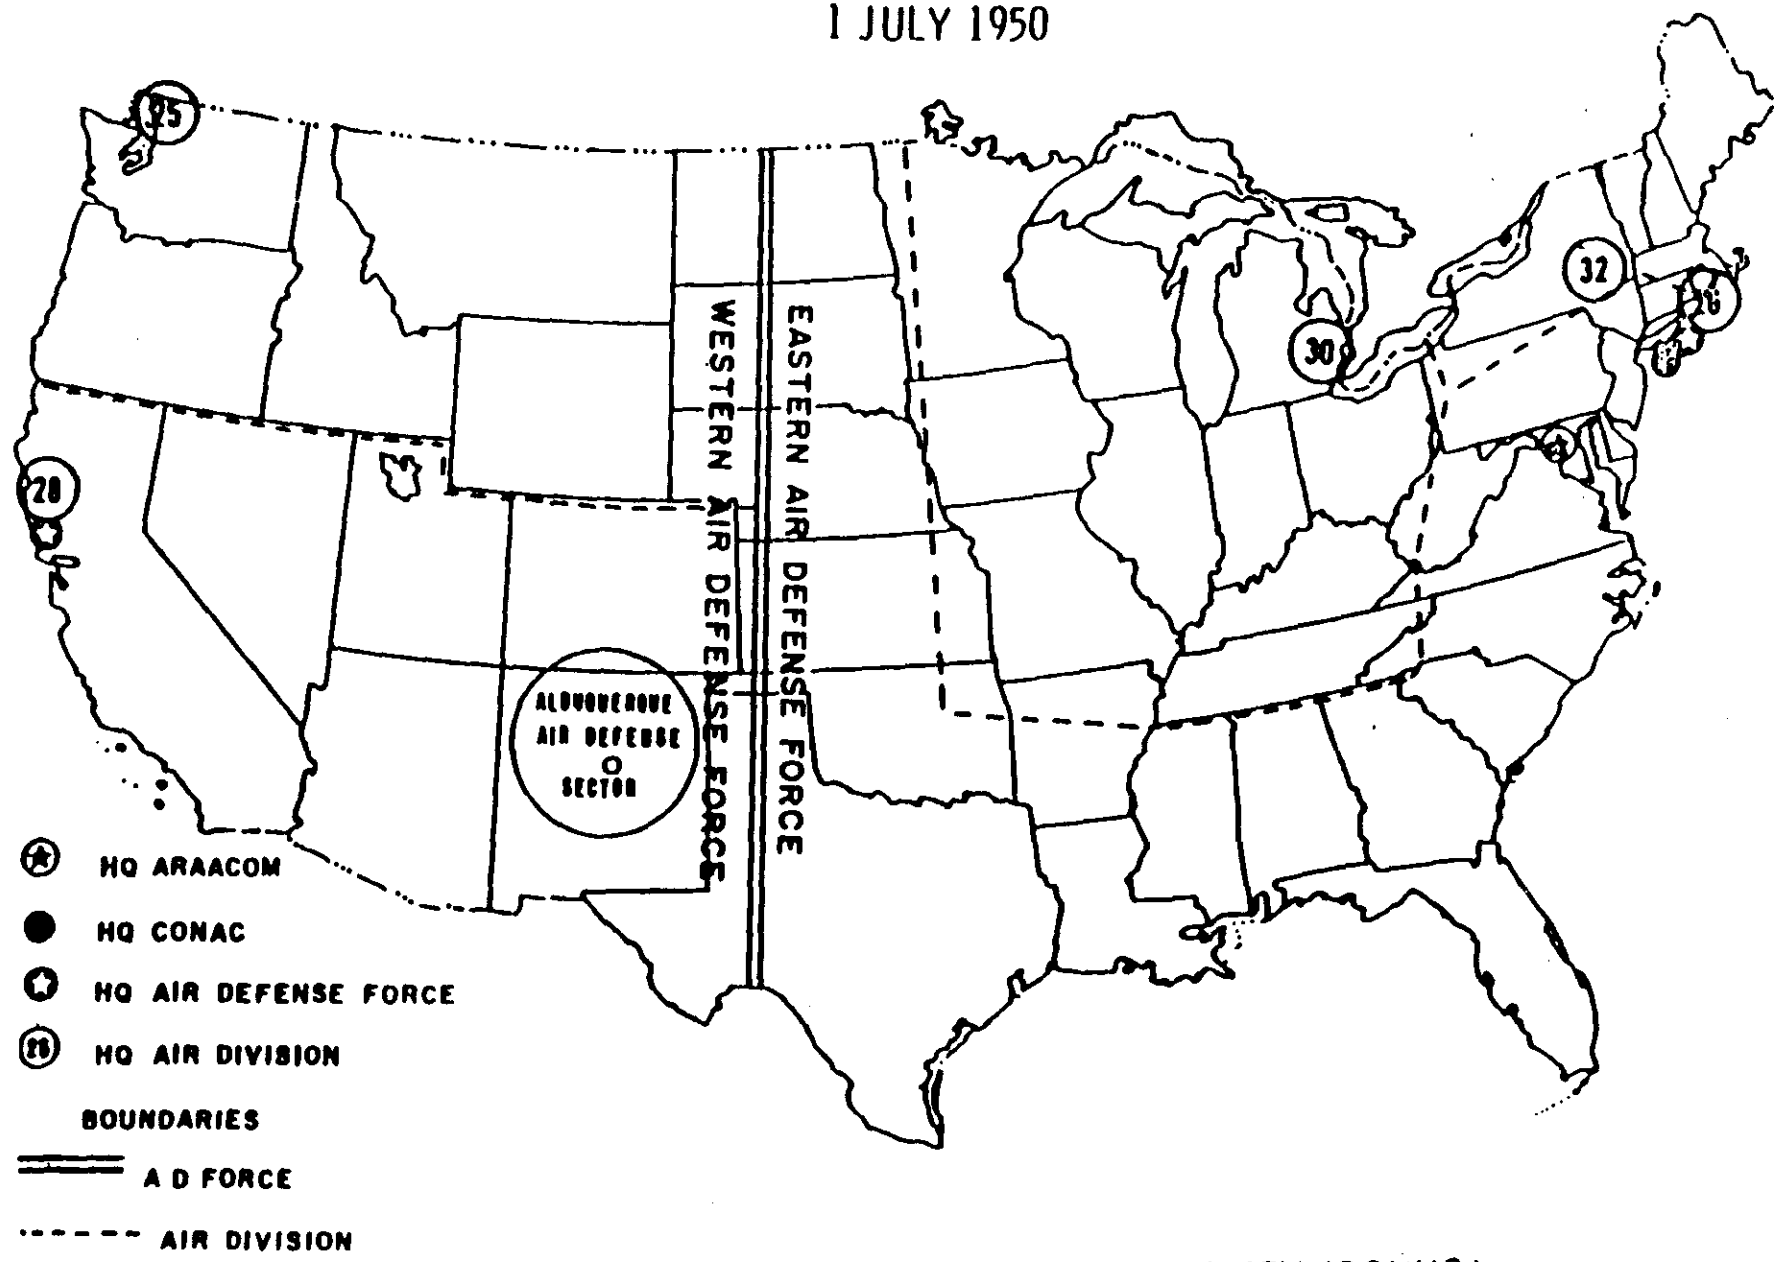 1 JULY 1950
25
32
26
30
28
WESTERN AIR DEFENSE FORCE
EASTERN AIR DEFENSE FORCE
ALBUQUERQUE
AIR DEFENSE
SECTOR
HQ ARAACOM
HQ CONAC
HQ AIR DEFENSE FORCE
25 HQ AIR DIVISION
BOUNDARIES
A D FORCE
AIR DIVISION